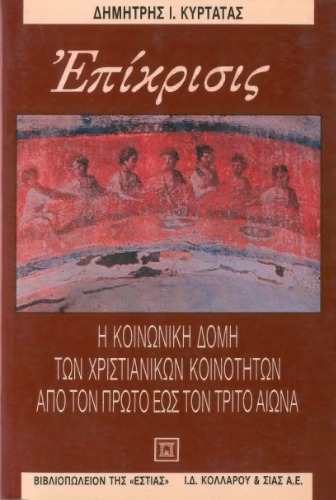 ΔΗΜΗΤΡΗΣ Ι. ΚΥΡΤΑΤΑΣ
Ἐπίκρισις
Η ΚΟΙΝΩΝΙΚΗ ΔΟΜΗ
ΤΩΝ ΧΡΙΣΤΙΑΝΙΚΩΝ ΚΟΙΝΟΤΗΤΩΝ
ΑΠΟ ΤΟΝ ΠΡΩΤΟ ΕΩΣ ΤΟΝ ΤΡΙΤΟ ΑΙΩΝΑ
ΒΙΒΛΙΟΠΩΛΕΙΟΝ ΤΗΣ «ΕΣΤΙΑΣ» Ι.Δ. ΚΟΛΛΑΡΟΥ & ΣΙΑΣ Α.Ε.